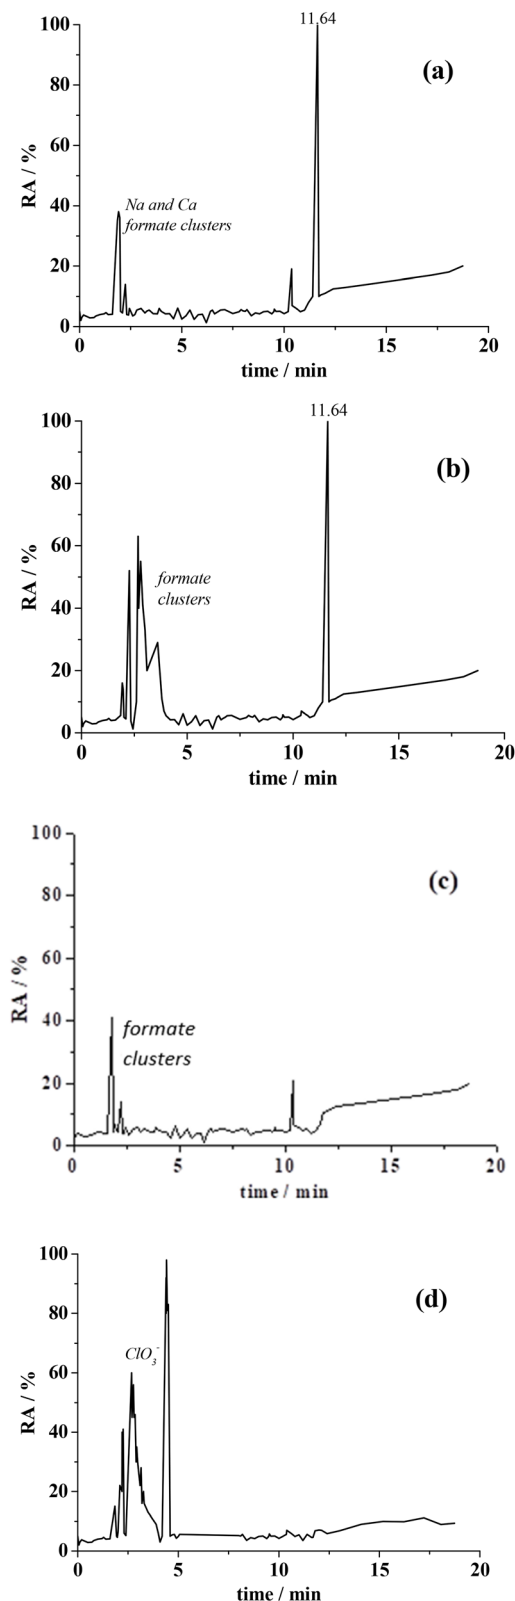 11.64
100
(a)
80
RA / %
60
Na and Ca
formate clusters
40
20
0
0 5 10 15 20
time / min
11.64
100
(b)
80
RA / %
60
formate
clusters
40
20
0
0 5 10 15 20
time / min
100
(c)
80
RA / %
60
formate
clusters
40
20
0
0 5 10 15 20
time / min
100
(d)
80
RA / %
ClO₃⁻
60
40
20
0
0 5 10 15 20
time / min